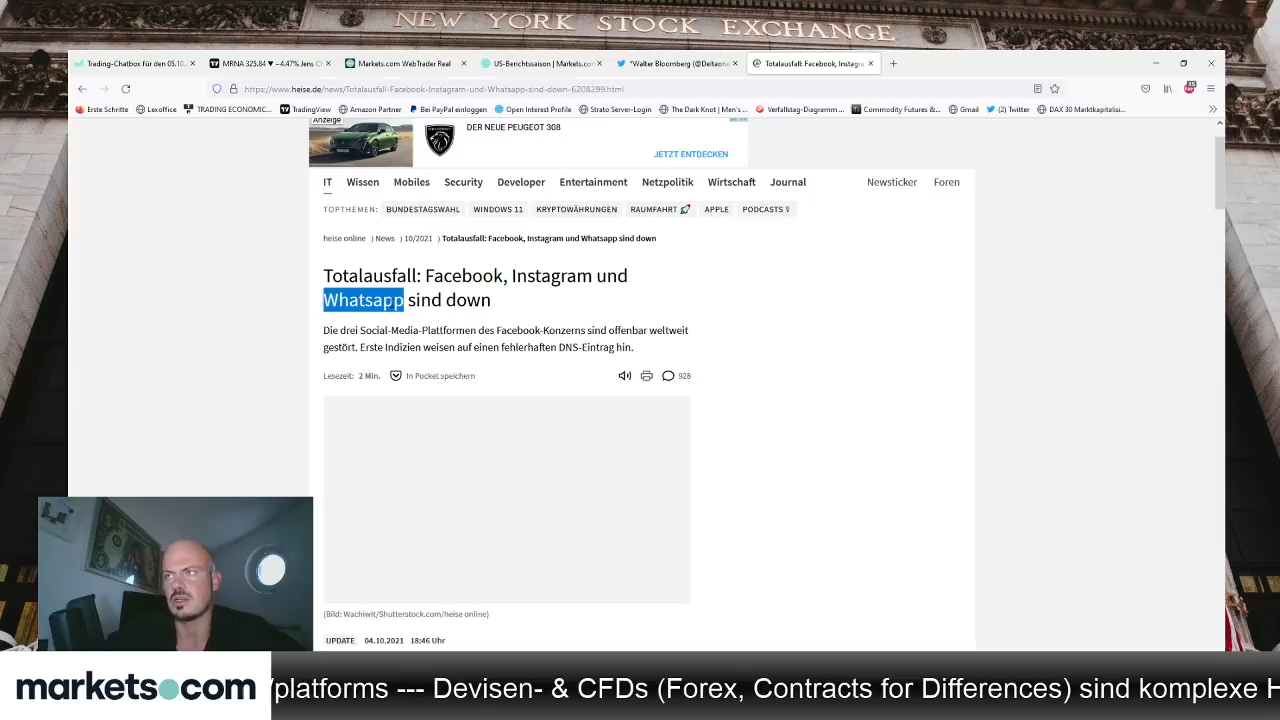 NEW YORK STOCK EXCHANGE
Trading-Chatbox für den 05.10.
MRNA 325.84 ▼ −4.47% Jens Ch
Markets.com WebTrader Real
US-Berichtssaison | Markets.com
*Walter Bloomberg (@Deltaone
Totalausfall: Facebook, Instagra
https://www.heise.de/news/Totalausfall-Facebook-Instagram-und-Whatsapp-sind-down-6208299.html
Erste Schritte
Lexoffice
TRADING ECONOMIC...
TradingView
Amazon Partner
Bei PayPal einloggen
Open Interest Profile
Strato Server-Login
The Dark Knot | Men's ...
Verfallstag-Diagramm ...
Commodity Futures &...
Gmail
(2) Twitter
DAX 30 Marktkapitalisi...
Anzeige
DER NEUE PEUGEOT 308
JETZT ENTDECKEN
IT Wissen Mobiles Security Developer Entertainment Netzpolitik Wirtschaft Journal Newsticker Foren
TOPTHEMEN: BUNDESTAGSWAHL WINDOWS 11 KRYPTOWÄHRUNGEN RAUMFAHRT 🚀 APPLE PODCASTS
heise online ⟩ News ⟩ 10/2021 ⟩ Totalausfall: Facebook, Instagram und Whatsapp sind down
Totalausfall: Facebook, Instagram und
Whatsapp sind down
Die drei Social-Media-Plattformen des Facebook-Konzerns sind offenbar weltweit
gestört. Erste Indizien weisen auf einen fehlerhaften DNS-Eintrag hin.
Lesezeit: 2 Min. In Pocket speichern 928
(Bild: Wachiwit/Shutterstock.com/heise online)
UPDATE 04.10.2021 18:46 Uhr
markets.com
/platforms --- Devisen- & CFDs (Forex, Contracts for Differences) sind komplexe H